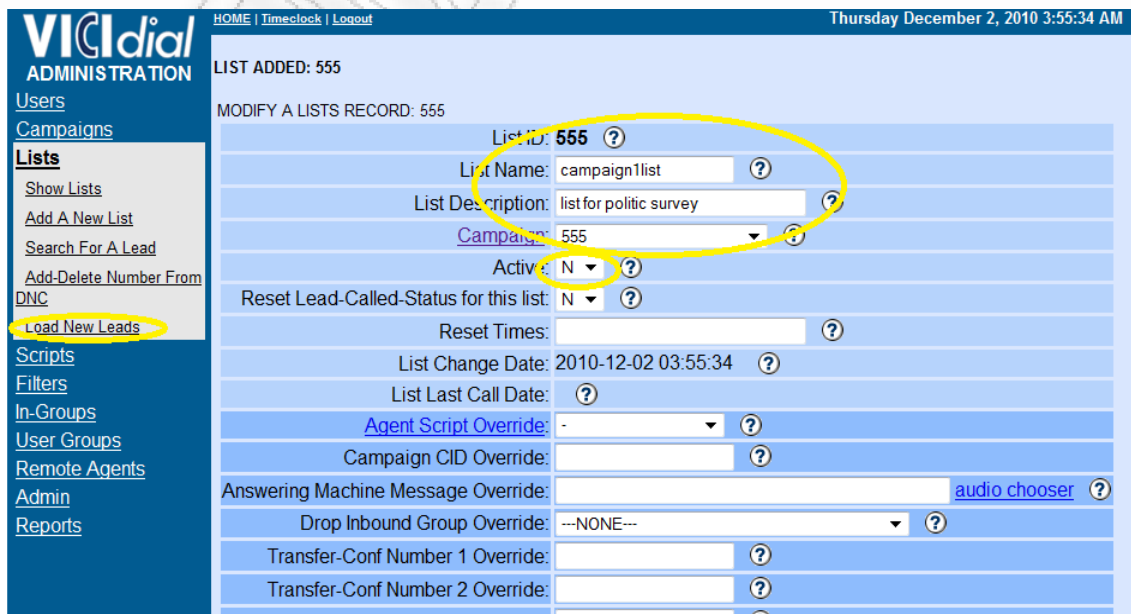 VICIdial
ADMINISTRATION
HOME | Timeclock | Logout
Thursday December 2, 2010 3:55:34 AM
Users
Campaigns
Lists
Show Lists
Add A New List
Search For A Lead
Add-Delete Number From
DNC
Load New Leads
Scripts
Filters
In-Groups
User Groups
Remote Agents
Admin
Reports
LIST ADDED: 555
MODIFY A LISTS RECORD: 555
List ID: 555 ?
List Name: campaign1list ?
List Description: list for politic survey ?
Campaign: 555 ?
Active: N ?
Reset Lead-Called-Status for this list: N ?
Reset Times: ?
List Change Date: 2010-12-02 03:55:34 ?
List Last Call Date: ?
Agent Script Override: - ?
Campaign CID Override: ?
Answering Machine Message Override: audio chooser ?
Drop Inbound Group Override: ---NONE--- ?
Transfer-Conf Number 1 Override: ?
Transfer-Conf Number 2 Override: ?